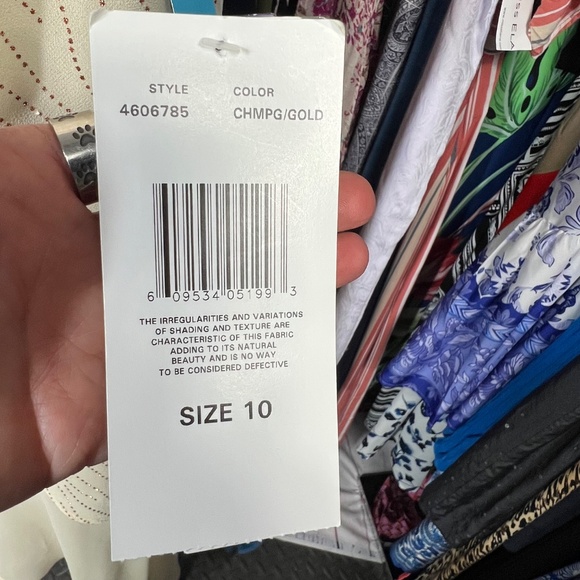 STYLE COLOR
4606785 CHMPG/GOLD
6 09534 05199 3
THE IRREGULARITIES AND VARIATIONS
OF SHADING AND TEXTURE ARE
CHARACTERISTIC OF THIS FABRIC
ADDING TO ITS NATURAL
BEAUTY AND IS NO WAY
TO BE CONSIDERED DEFECTIVE
SIZE 10